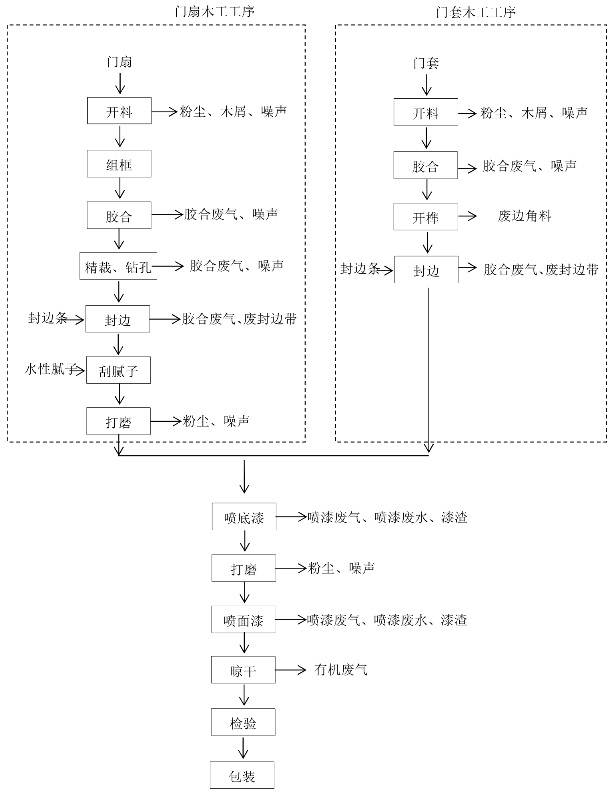 门扇木工工序
门扇
开料
粉尘、木屑、噪声
组框
胶合
胶合废气、噪声
精裁、钻孔
胶合废气、噪声
封边条
封边
胶合废气、废封边带
水性腻子
刮腻子
打磨
粉尘、噪声
门套木工工序
门套
开料
粉尘、木屑、噪声
胶合
胶合废气、噪声
开榫
废边角料
封边条
封边
胶合废气、废封边带
喷底漆
喷漆废气、喷漆废水、漆渣
打磨
粉尘、噪声
喷面漆
喷漆废气、喷漆废水、漆渣
晾干
有机废气
检验
包装